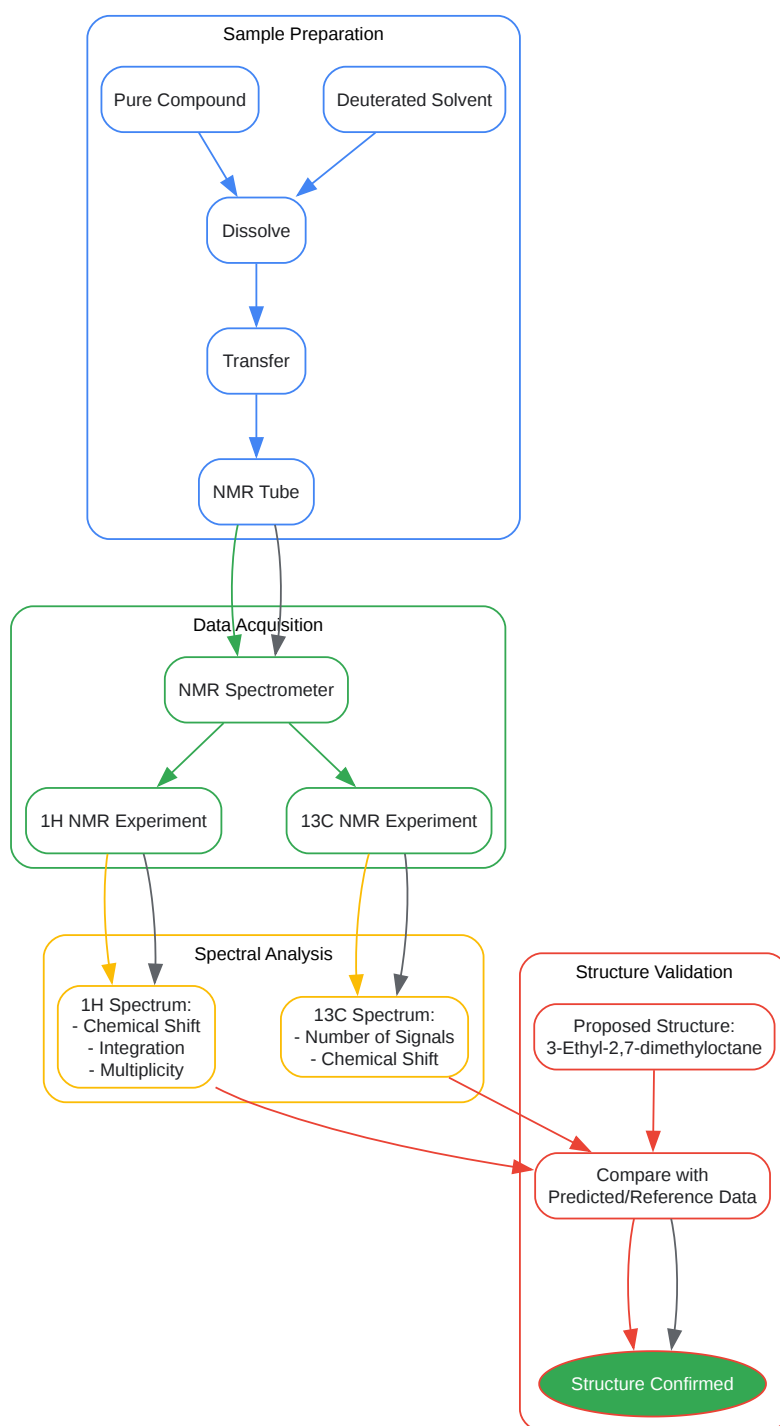 Sample Preparation
Pure Compound
Deuterated Solvent
Dissolve
Transfer
NMR Tube
Data Acquisition
NMR Spectrometer
1H NMR Experiment
13C NMR Experiment
Spectral Analysis
1H Spectrum:
- Chemical Shift
- Integration
- Multiplicity
13C Spectrum:
- Number of Signals
- Chemical Shift
Structure Validation
Proposed Structure:
3-Ethyl-2,7-dimethyloctane
Compare with
Predicted/Reference Data
Structure Confirmed